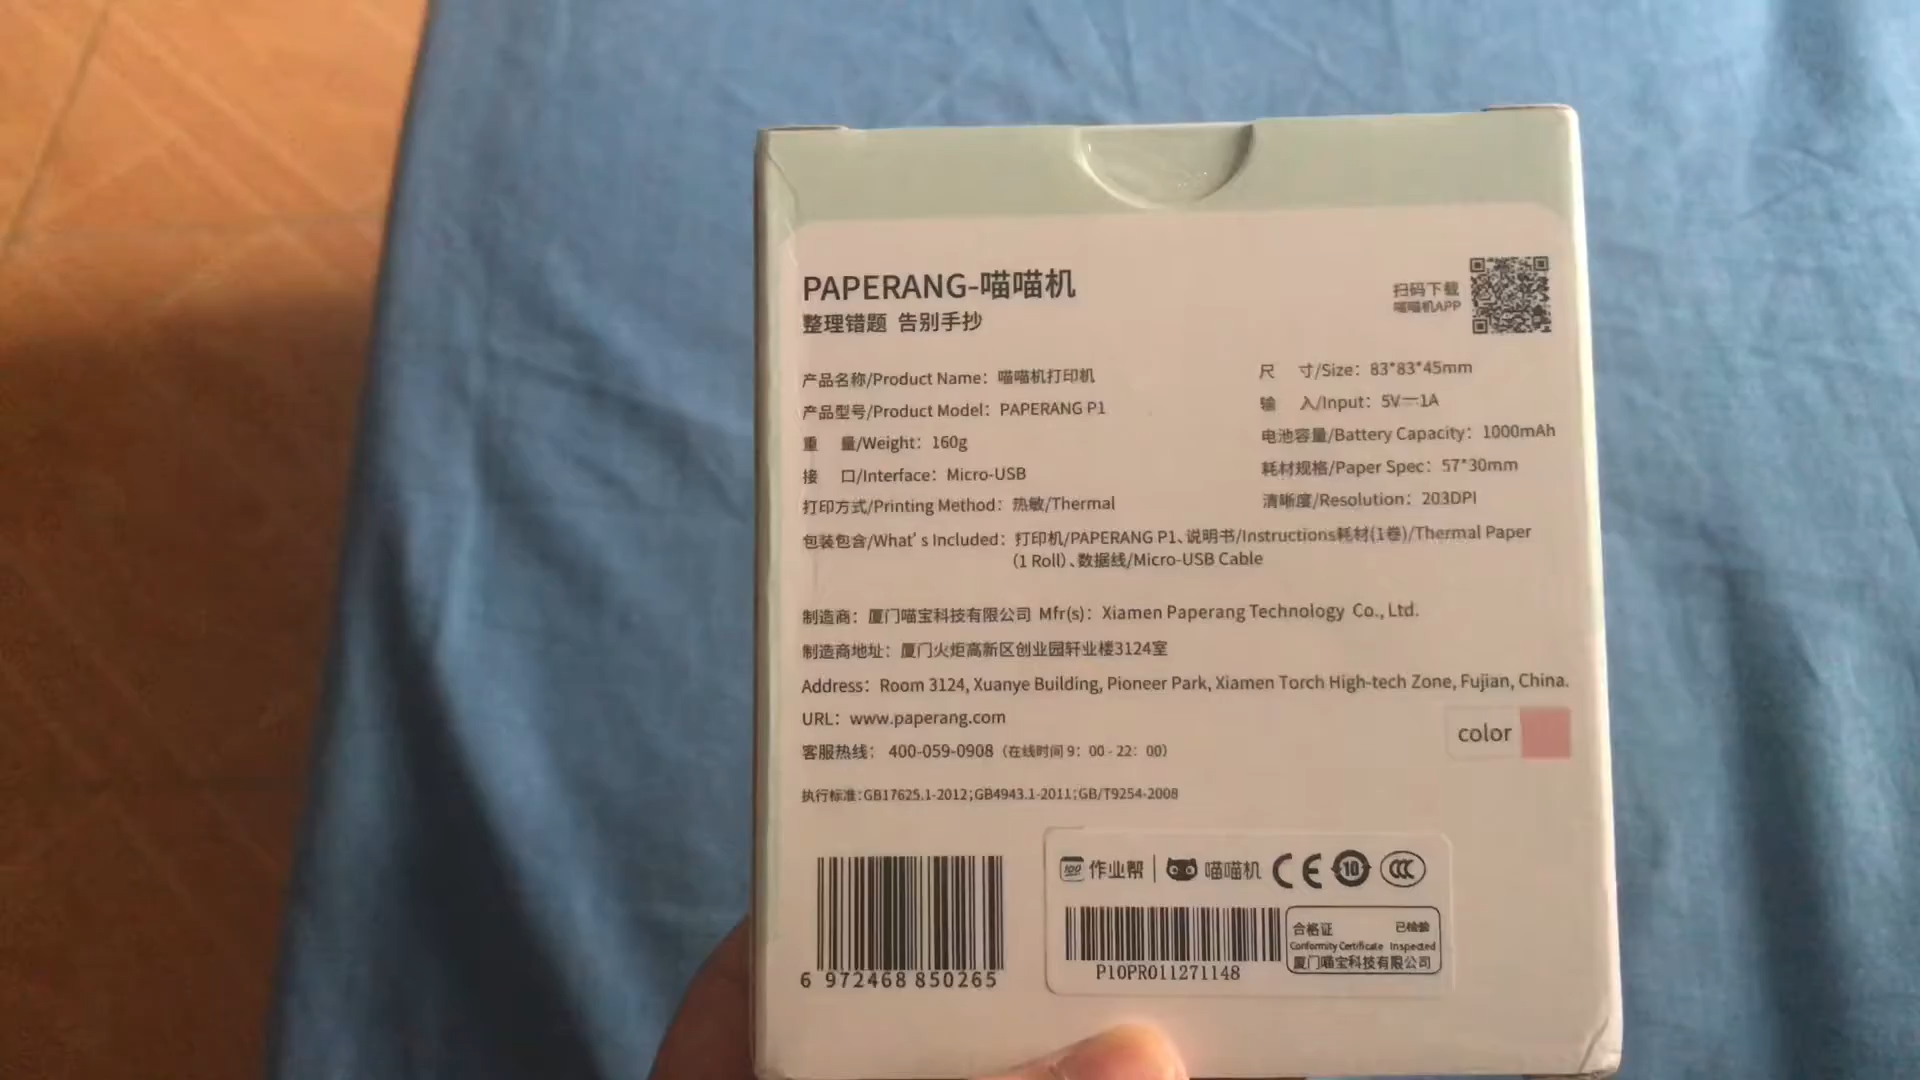 PAPERANG-喵喵机
整理错题 告别手抄
扫码下载
喵喵机APP
产品名称/Product Name：喵喵机打印机
产品型号/Product Model：PAPERANG P1
重 量/Weight：160g
接 口/Interface：Micro-USB
打印方式/Printing Method：热敏/Thermal
尺 寸/Size：83*83*45mm
输 入/Input：5V⎓1A
电池容量/Battery Capacity：1000mAh
耗材规格/Paper Spec：57*30mm
清晰度/Resolution：203DPI
包装包含/What's Included：打印机/PAPERANG P1、说明书/Instructions耗材(1卷)/Thermal Paper
(1 Roll)、数据线/Micro-USB Cable
制造商：厦门喵宝科技有限公司 Mfr(s)：Xiamen Paperang Technology Co., Ltd.
制造商地址：厦门火炬高新区创业园轩业楼3124室
Address：Room 3124, Xuanye Building, Pioneer Park, Xiamen Torch High-tech Zone, Fujian, China.
URL：www.paperang.com
客服热线：400-059-0908（在线时间9：00-22：00）
color
执行标准:GB17625.1-2012;GB4943.1-2011;GB/T9254-2008
6 972468 850265
100 作业帮 | 喵喵机 CE 10 CCC
P10PR011271148
合格证 已检验
Conformity Certificate Inspected
厦门喵宝科技有限公司